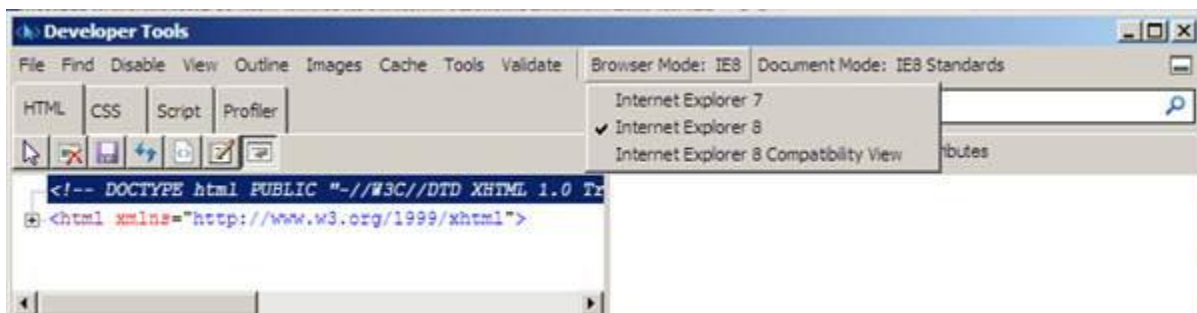 Developer Tools
File Find Disable View Outline Images Cache Tools Validate Browser Mode: IE8 Document Mode: IE8 Standards
HTML CSS Script Profiler
Internet Explorer 7
Internet Explorer 8
Internet Explorer 8 Compatibility View
<!-- DOCTYPE html PUBLIC "-//W3C//DTD XHTML 1.0 Tr
<html xmlns="http://www.w3.org/1999/xhtml">